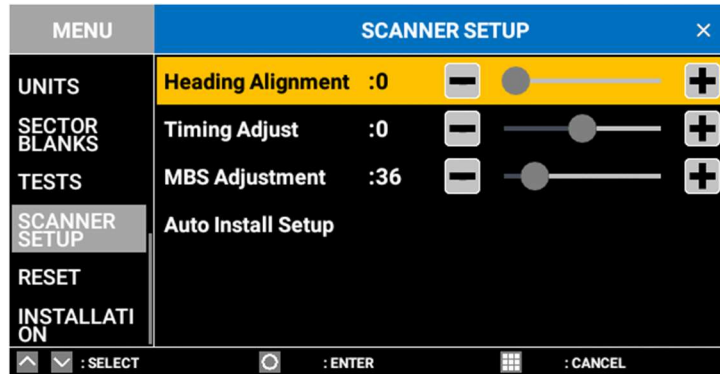 MENU
SCANNER SETUP ×
UNITS
SECTOR
BLANKS
TESTS
SCANNER
SETUP
RESET
INSTALLATI
ON
Heading Alignment :0
Timing Adjust :0
MBS Adjustment :36
Auto Install Setup
: SELECT : ENTER : CANCEL